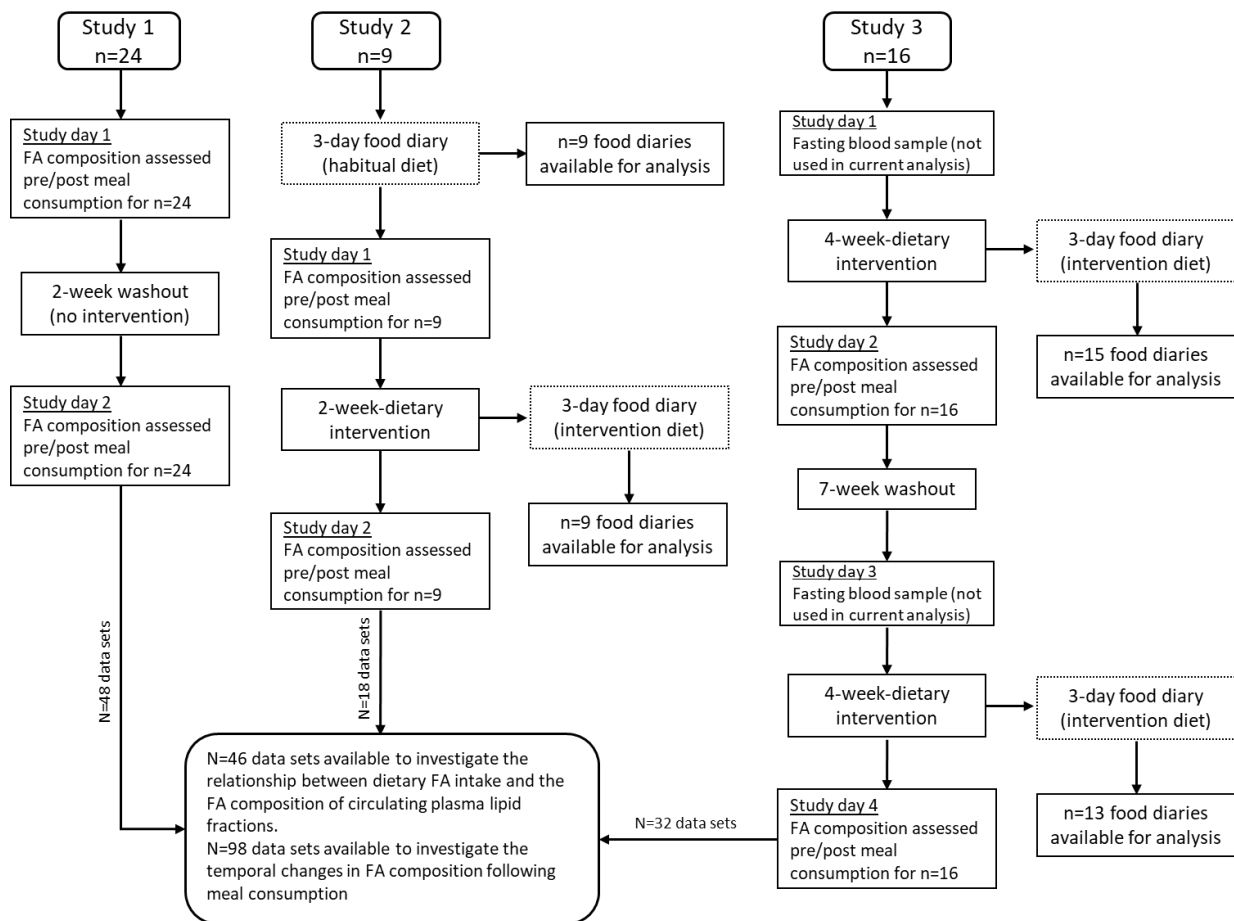 Study 1
n=24
Study day 1
FA composition assessed
pre/post meal
consumption for n=24
2-week washout
(no intervention)
Study day 2
FA composition assessed
pre/post meal
consumption for n=24
N=48 data sets
Study 2
n=9
3-day food diary
(habitual diet)
n=9 food diaries
available for analysis
Study day 1
FA composition assessed
pre/post meal
consumption for n=9
2-week-dietary
intervention
3-day food diary
(intervention diet)
n=9 food diaries
available for analysis
Study day 2
FA composition assessed
pre/post meal
consumption for n=9
N=18 data sets
Study 3
n=16
Study day 1
Fasting blood sample (not
used in current analysis)
4-week-dietary
intervention
3-day food diary
(intervention diet)
n=15 food diaries
available for analysis
Study day 2
FA composition assessed
pre/post meal
consumption for n=16
7-week washout
Study day 3
Fasting blood sample (not
used in current analysis)
4-week-dietary
intervention
3-day food diary
(intervention diet)
n=13 food diaries
available for analysis
Study day 4
FA composition assessed
pre/post meal
consumption for n=16
N=32 data sets
N=46 data sets available to investigate the
relationship between dietary FA intake and the
FA composition of circulating plasma lipid
fractions.
N=98 data sets available to investigate the
temporal changes in FA composition following
meal consumption